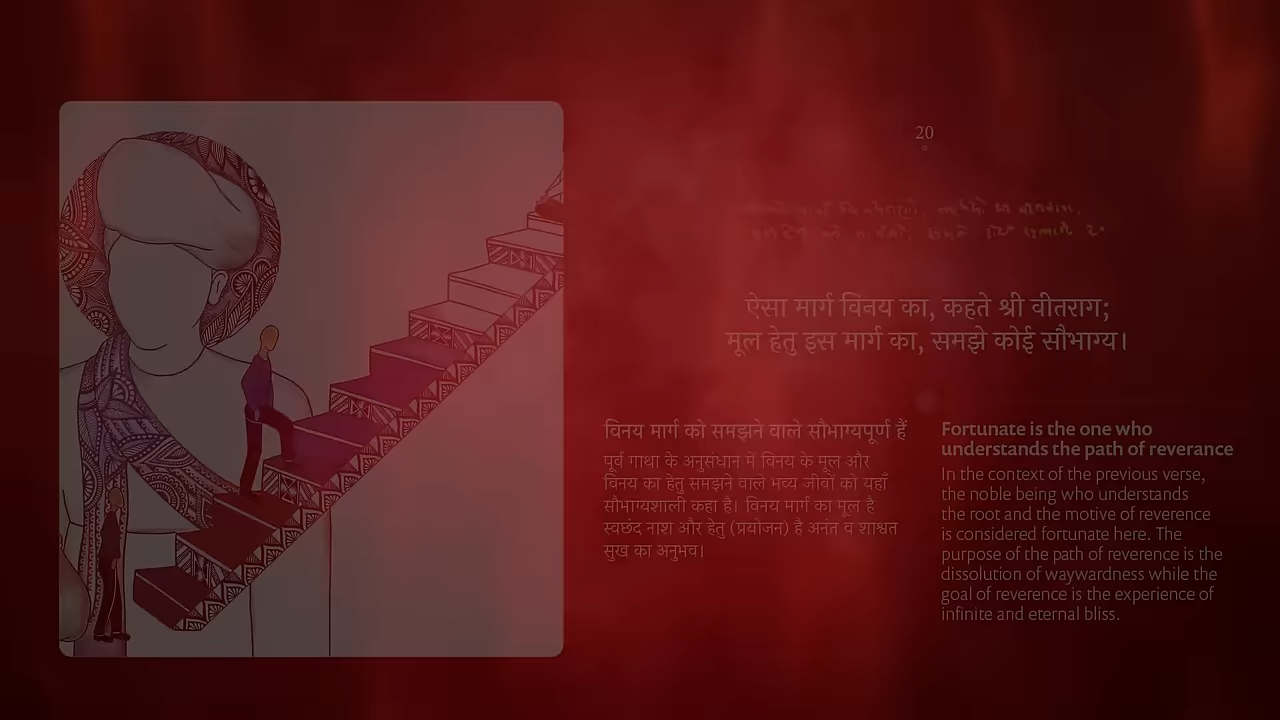 20
ऐसा मार्ग विनय का, कहते श्री वीतराग;
मूल हेतु इस मार्ग का, समझे कोई सौभाग्य।
विनय मार्ग को समझने वाले सौभाग्यपूर्ण हैं
पूर्व गाथा के अनुसंधान में विनय के मूल और
विनय का हेतु समझने वाले भव्य जीवों को यहाँ
सौभाग्यशाली कहा है। विनय मार्ग का मूल है
स्वछंद नाश और हेतु (प्रयोजन) है अनंत व शाश्वत
सुख का अनुभव।
Fortunate is the one who
understands the path of reverance
In the context of the previous verse,
the noble being who understands
the root and the motive of reverence
is considered fortunate here. The
purpose of the path of reverence is the
dissolution of waywardness while the
goal of reverence is the experience of
infinite and eternal bliss.